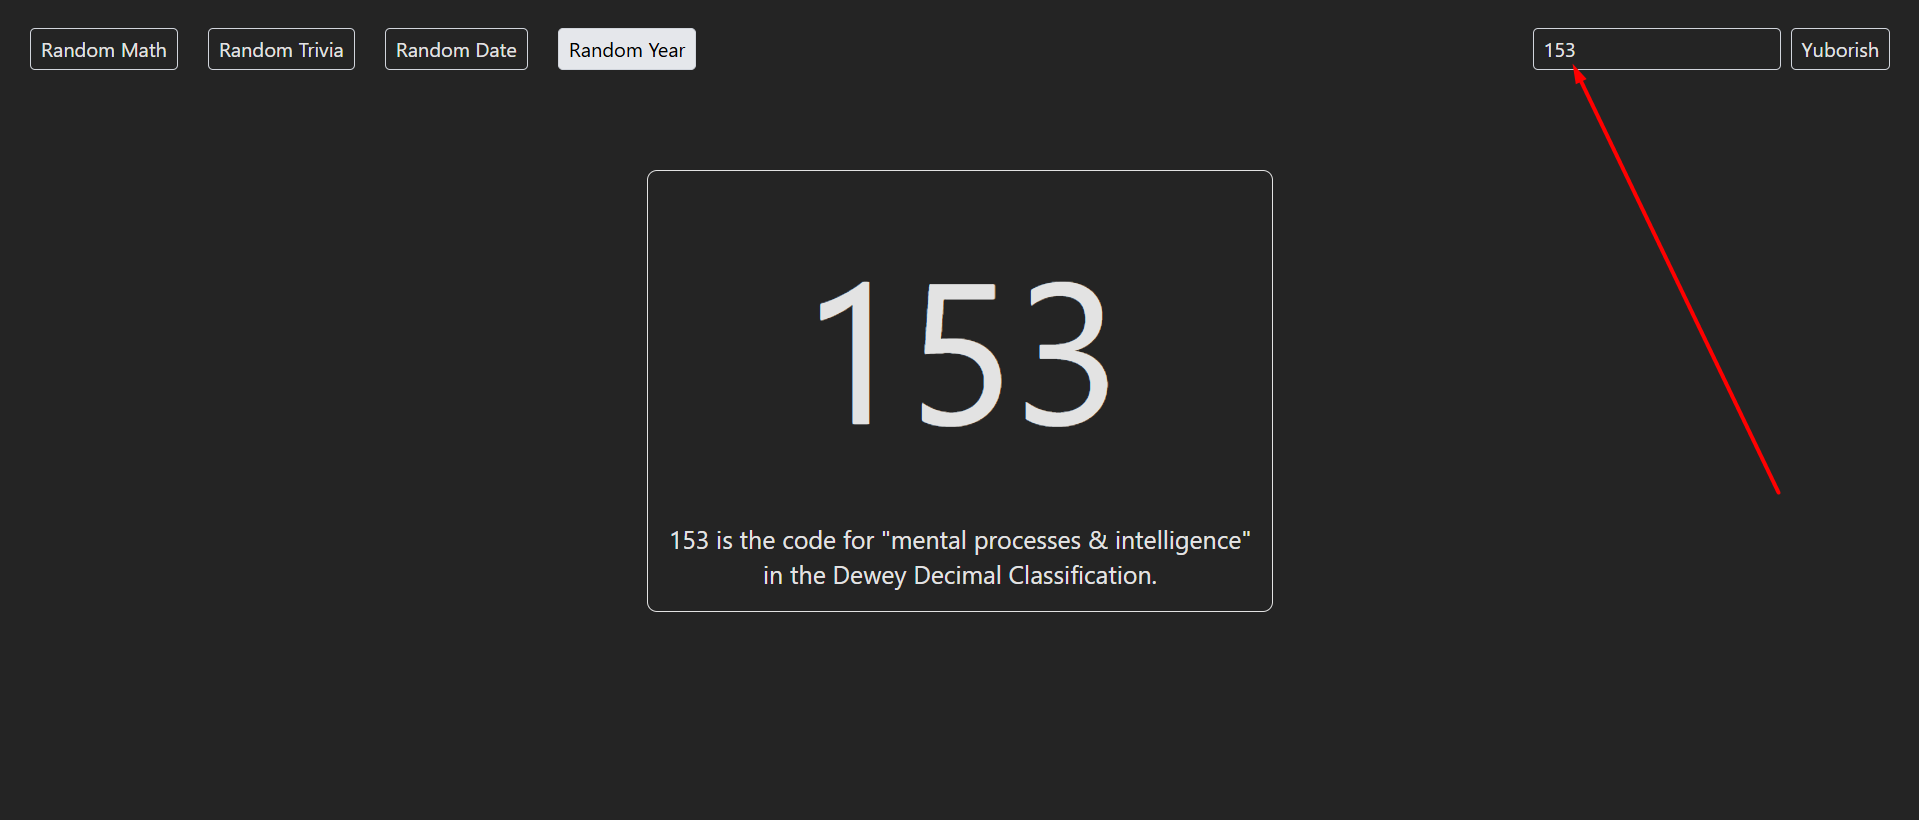 Random Math
Random Trivia
Random Date
Random Year
153
Yuborish
153
153 is the code for "mental processes & intelligence"
in the Dewey Decimal Classification.